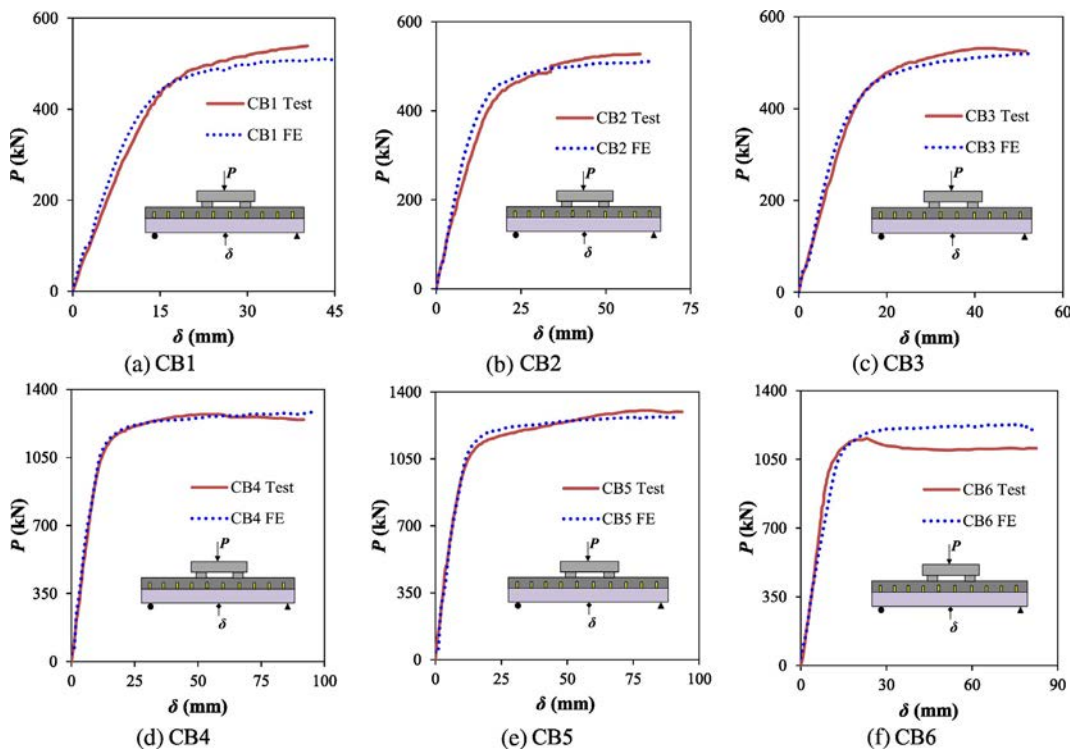 600
400
200
0
P (kN)
CB1 Test
CB1 FE
P
δ
0 15 30 45
δ (mm)
(a) CB1
600
400
200
0
P (kN)
CB2 Test
CB2 FE
P
δ
0 25 50 75
δ (mm)
(b) CB2
600
400
200
0
P (kN)
CB3 Test
CB3 FE
P
δ
0 20 40 60
δ (mm)
(c) CB3
1400
1050
700
350
0
P (kN)
CB4 Test
CB4 FE
P
δ
0 25 50 75 100
δ (mm)
(d) CB4
1400
1050
700
350
0
P (kN)
CB5 Test
CB5 FE
P
δ
0 25 50 75 100
δ (mm)
(e) CB5
1400
1050
700
350
0
P (kN)
CB6 Test
CB6 FE
P
δ
0 30 60 90
δ (mm)
(f) CB6